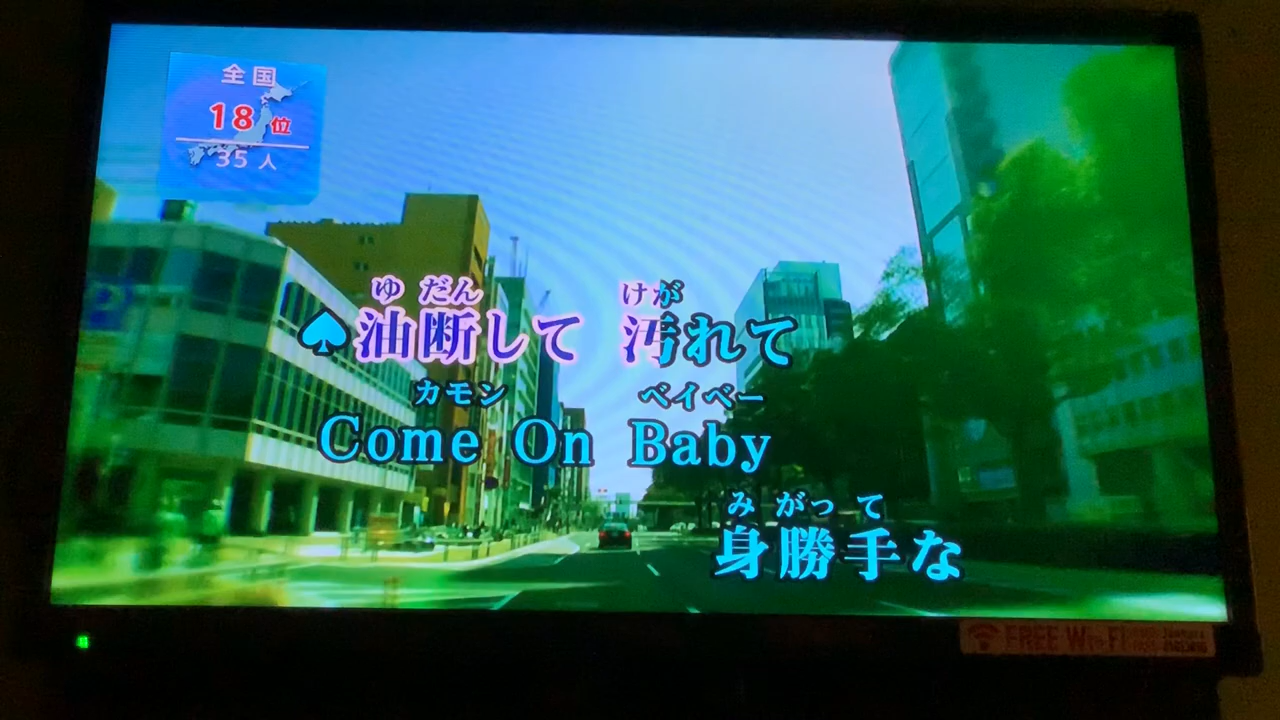 全国
18位
35人
ゆ だん けが
♠油断して 汚れて
カモン ベイベー
Come On Baby
み がっ て
身勝手な
FREE Wi-Fi